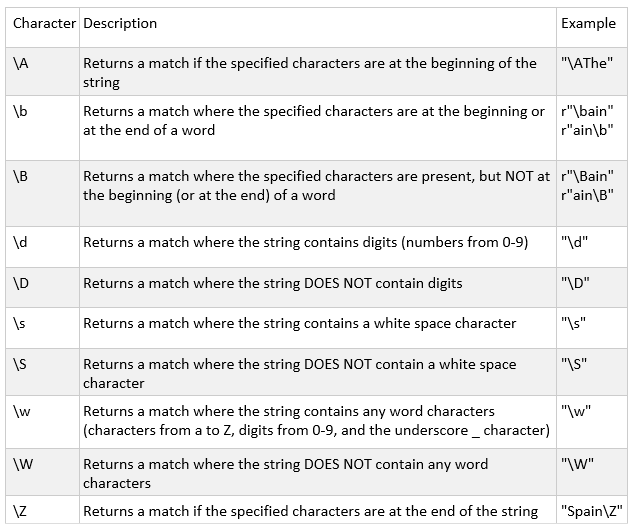 Character Description Example
\A Returns a match if the specified characters are at the beginning of the "\AThe"
string
\b Returns a match where the specified characters are at the beginning or r"\bain"
at the end of a word r"ain\b"
\B Returns a match where the specified characters are present, but NOT at r"\Bain"
the beginning (or at the end) of a word r"ain\B"
\d Returns a match where the string contains digits (numbers from 0-9) "\d"
\D Returns a match where the string DOES NOT contain digits "\D"
\s Returns a match where the string contains a white space character "\s"
\S Returns a match where the string DOES NOT contain a white space "\S"
character
\w Returns a match where the string contains any word characters "\w"
(characters from a to Z, digits from 0-9, and the underscore _ character)
\W Returns a match where the string DOES NOT contain any word "\W"
characters
\Z Returns a match if the specified characters are at the end of the string "Spain\Z"